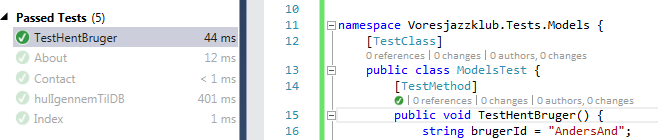 Passed Tests (5)
TestHentBruger 44 ms
About 12 ms
Contact < 1 ms
hulIgennemTilDB 401 ms
Index 1 ms
10
11 namespace Voresjazzklub.Tests.Models {
12 [TestClass]
0 references | 0 changes | 0 authors, 0 changes
13 public class ModelsTest {
14 [TestMethod]
| 0 references | 0 changes | 0 authors, 0 changes
15 public void TestHentBruger() {
16 string brugerId = "AndersAnd";